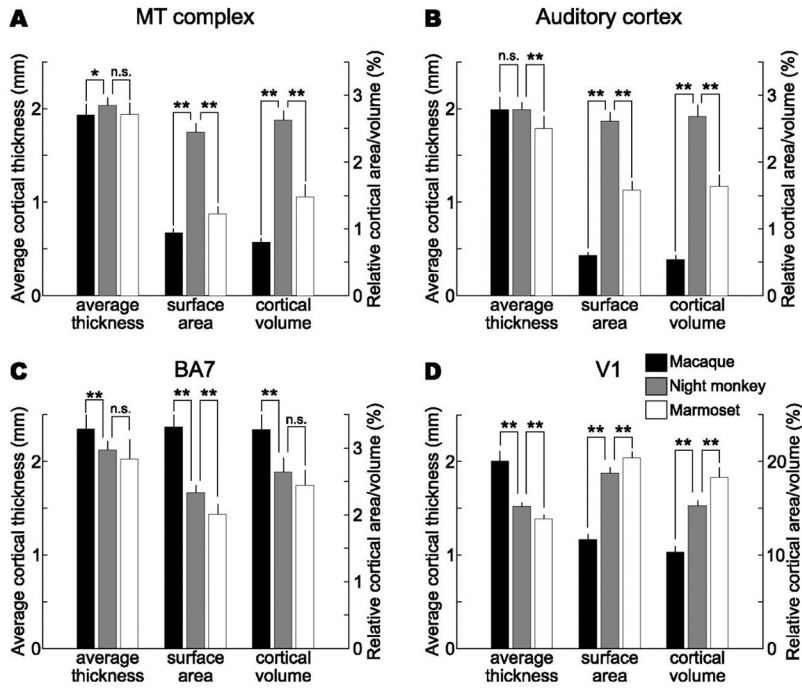 A
MT complex
Average cortical thickness (mm)
2
1
0
* n.s.
** **
** **
3
2
1
0
Relative cortical area/volume (%)
average thickness
surface area
cortical volume
B
Auditory cortex
Average cortical thickness (mm)
2
1
0
n.s. **
** **
** **
3
2
1
0
Relative cortical area/volume (%)
average thickness
surface area
cortical volume
C
BA7
Average cortical thickness (mm)
2
1
0
** n.s.
** **
** n.s.
3
2
1
0
Relative cortical area/volume (%)
average thickness
surface area
cortical volume
D
V1
Macaque
Night monkey
Marmoset
Average cortical thickness (mm)
2
1
0
** **
** **
** **
20
10
0
Relative cortical area/volume (%)
average thickness
surface area
cortical volume